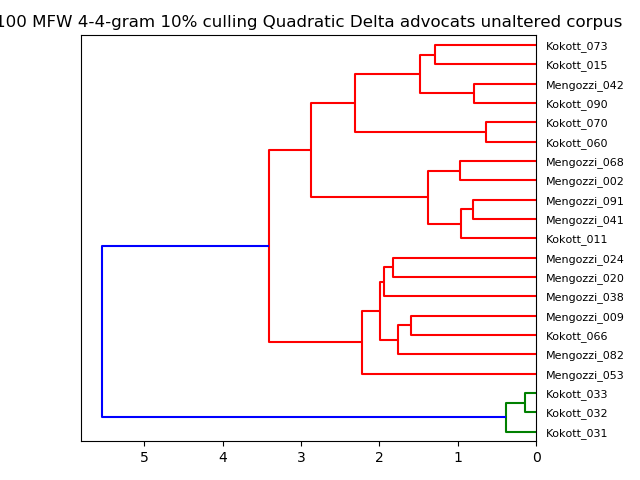 100 MFW 4-4-gram 10% culling Quadratic Delta advocats unaltered corpus
Kokott_073
Kokott_015
Mengozzi_042
Kokott_090
Kokott_070
Kokott_060
Mengozzi_068
Mengozzi_002
Mengozzi_091
Mengozzi_041
Kokott_011
Mengozzi_024
Mengozzi_020
Mengozzi_038
Mengozzi_009
Kokott_066
Mengozzi_082
Mengozzi_053
Kokott_033
Kokott_032
Kokott_031
5 4 3 2 1 0